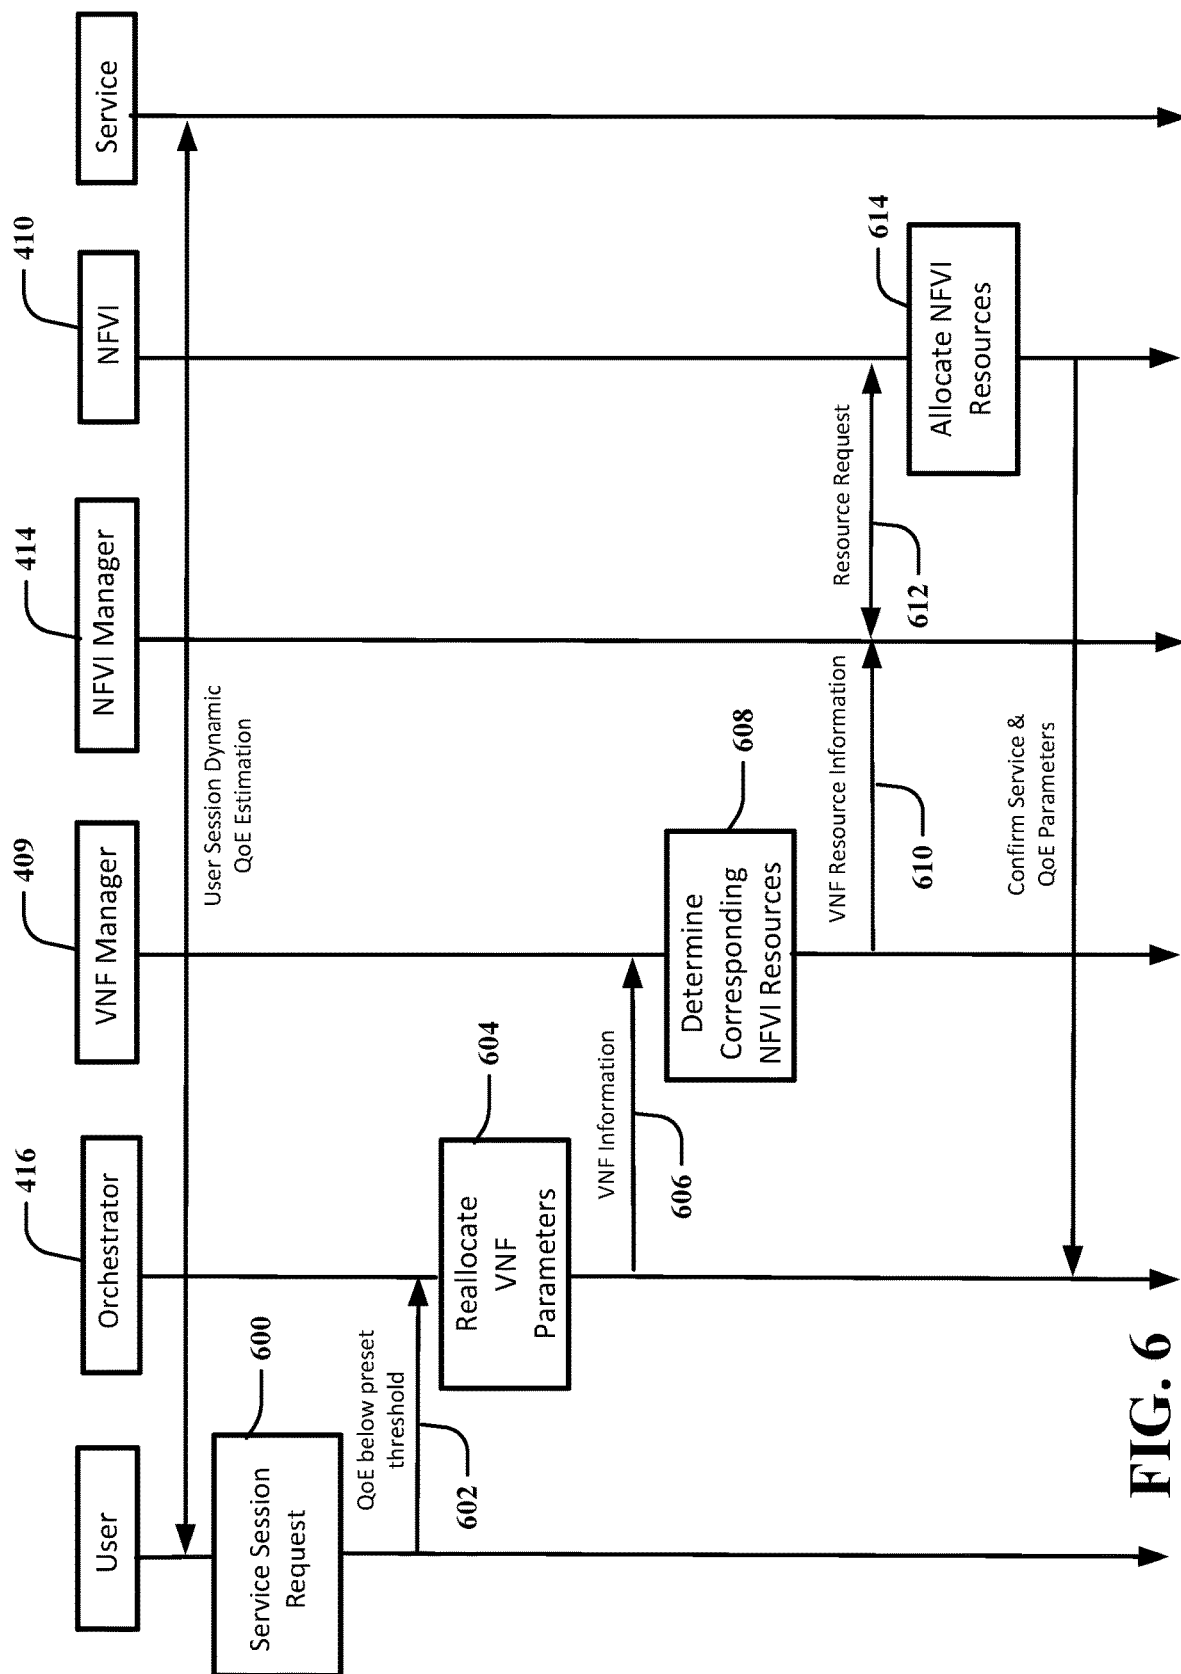 416
409
414
410
User
Orchestrator
VNF Manager
NFVI Manager
NFVI
Service
User Session Dynamic
QoE Estimation
600
Service Session
Request
QoE below preset
threshold
602
604
Reallocate
VNF
Parameters
VNF Information
606
608
Determine
Corresponding
NFVI Resources
VNF Resource Information
610
Resource Request
612
614
Allocate NFVI
Resources
Confirm Service &
QoE Parameters
FIG. 6